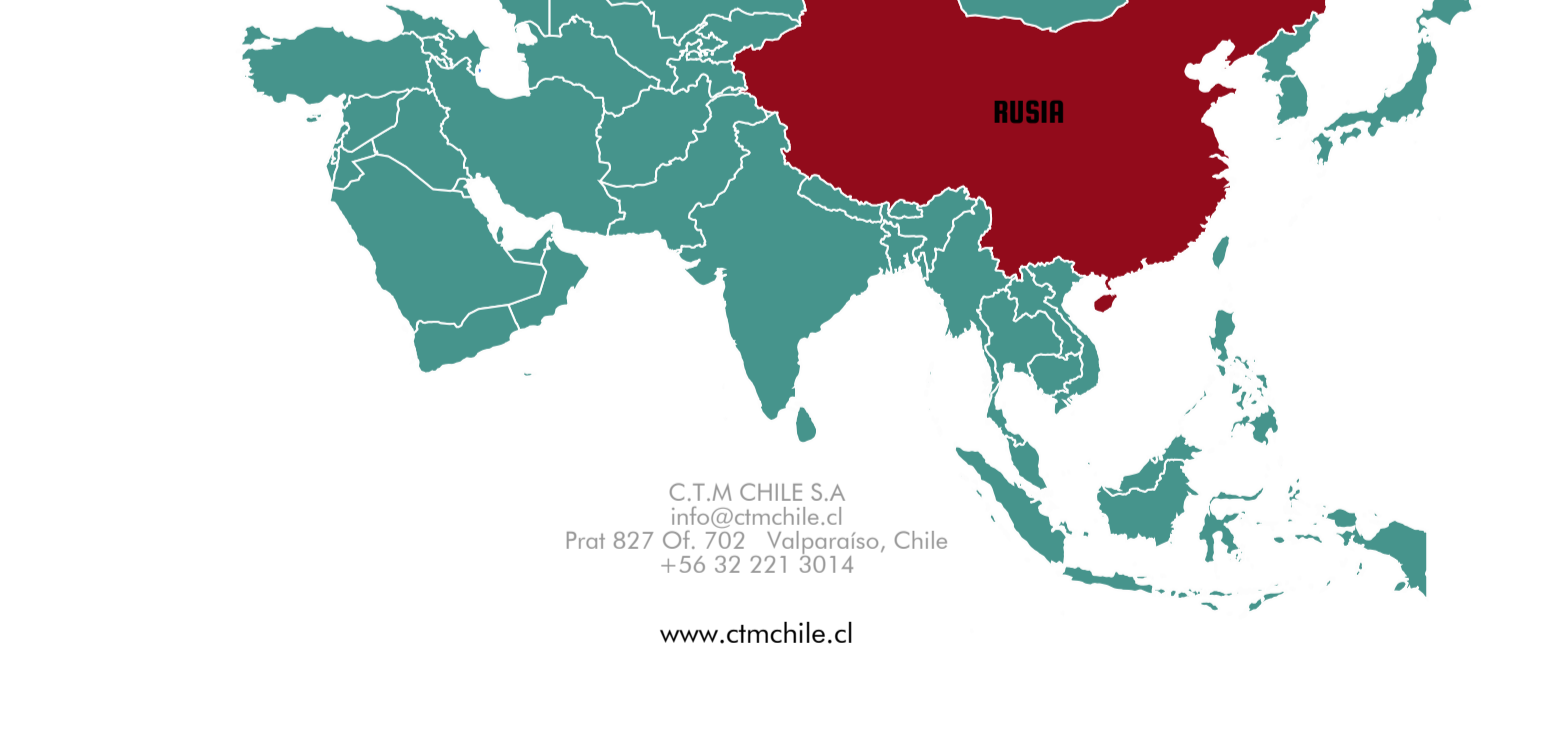 RUSIA
C.T.M CHILE S.A
info@ctmchile.cl
Prat 827 Of. 702 Valparaíso, Chile
+56 32 221 3014
www.ctmchile.cl